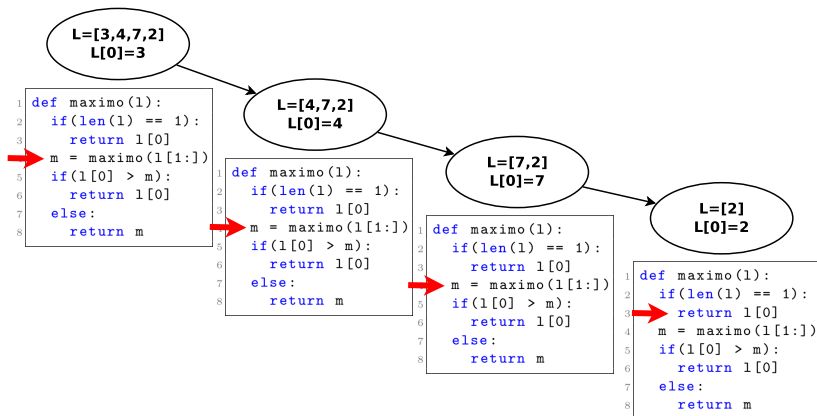 L=[3,4,7,2]
L[0]=3
L=[4,7,2]
L[0]=4
L=[7,2]
L[0]=7
L=[2]
L[0]=2
1 def maximo(l):
2 if(len(l) == 1):
3 return l[0]
m = maximo(l[1:])
5 if(l[0] > m):
6 return l[0]
7 else:
8 return m
1 def maximo(l):
2 if(len(l) == 1):
3 return l[0]
m = maximo(l[1:])
5 if(l[0] > m):
6 return l[0]
7 else:
8 return m
1 def maximo(l):
2 if(len(l) == 1):
3 return l[0]
m = maximo(l[1:])
5 if(l[0] > m):
6 return l[0]
7 else:
8 return m
1 def maximo(l):
2 if(len(l) == 1):
3 return l[0]
4 m = maximo(l[1:])
5 if(l[0] > m):
6 return l[0]
7 else:
8 return m